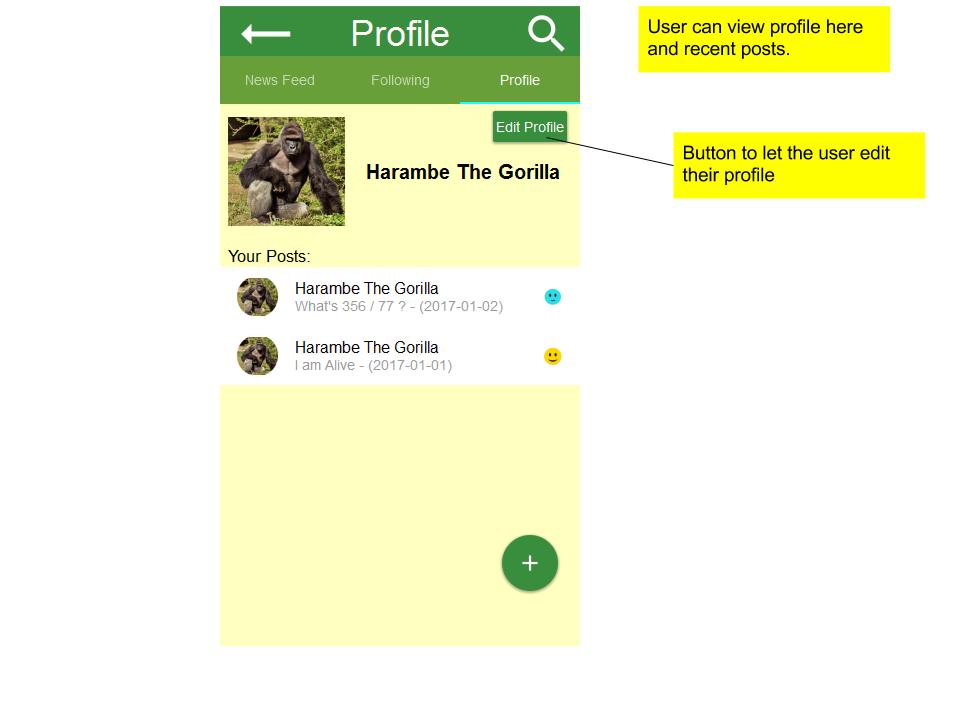 Profile
News Feed
Following
Profile
Edit Profile
Harambe The Gorilla
Your Posts:
Harambe The Gorilla
What's 356 / 77 ? - (2017-01-02)
Harambe The Gorilla
I am Alive - (2017-01-01)
+
User can view profile here
and recent posts.
Button to let the user edit
their profile